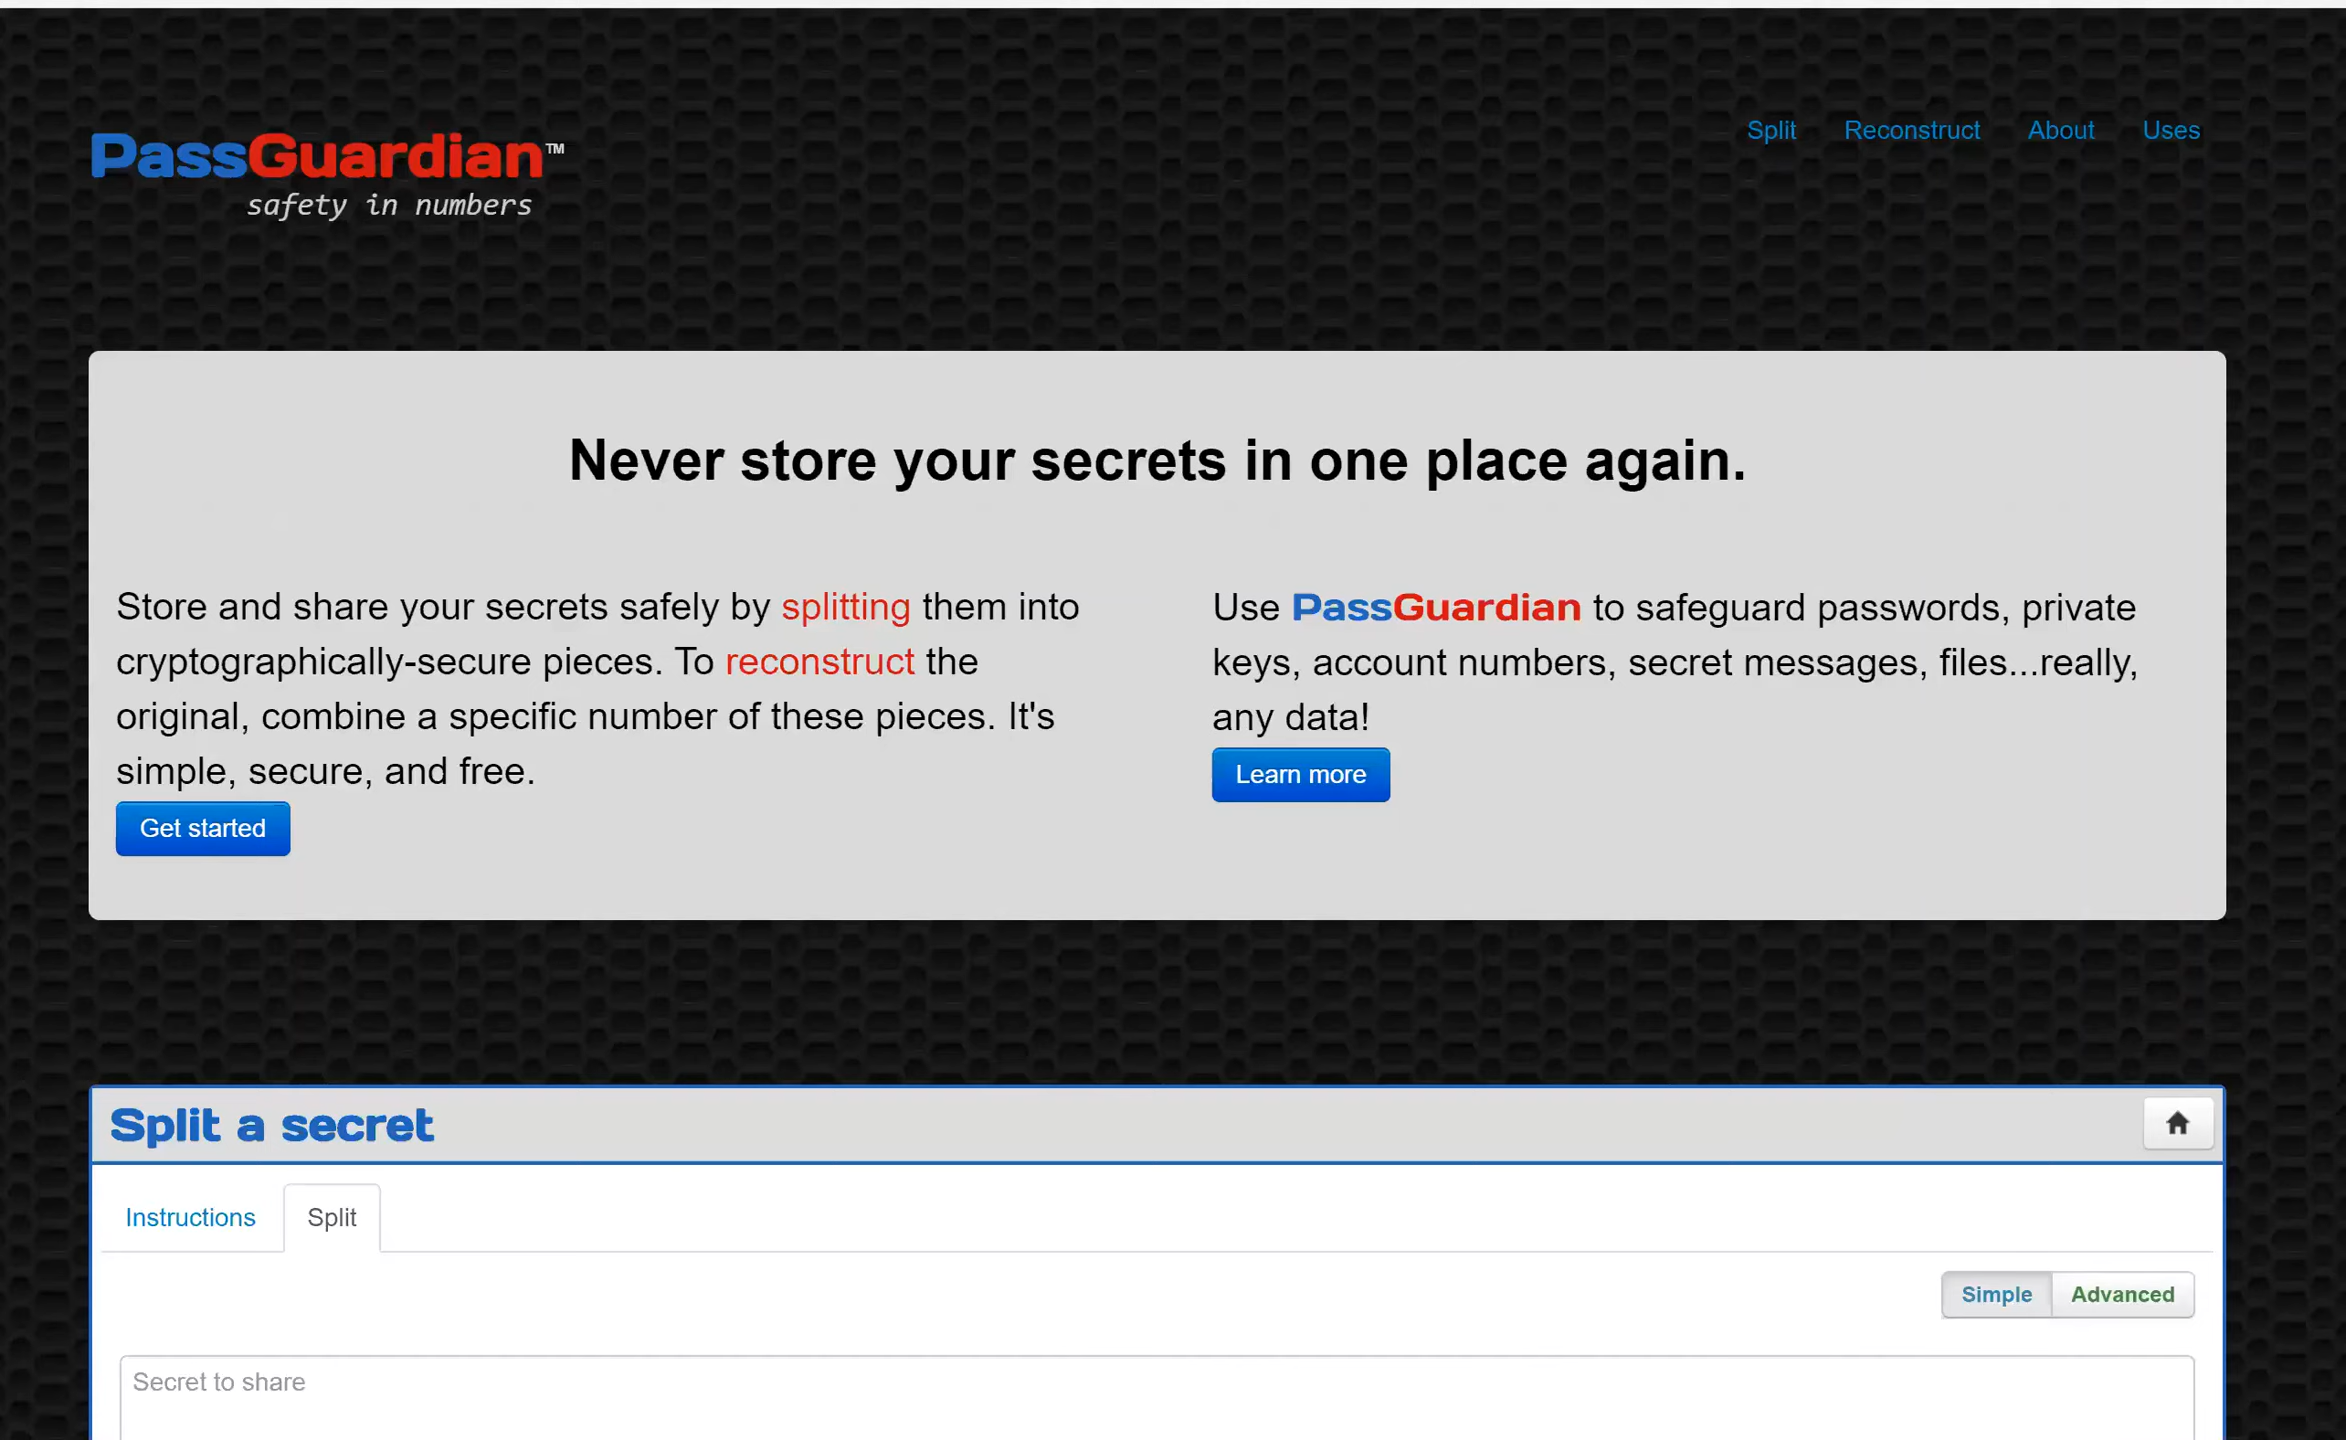 PassGuardian™
safety in numbers
Split Reconstruct About Uses
Never store your secrets in one place again.
Store and share your secrets safely by splitting them into
cryptographically-secure pieces. To reconstruct the
original, combine a specific number of these pieces. It's
simple, secure, and free.
Get started
Use PassGuardian to safeguard passwords, private
keys, account numbers, secret messages, files...really,
any data!
Learn more
Split a secret
Instructions Split
Simple Advanced
Secret to share